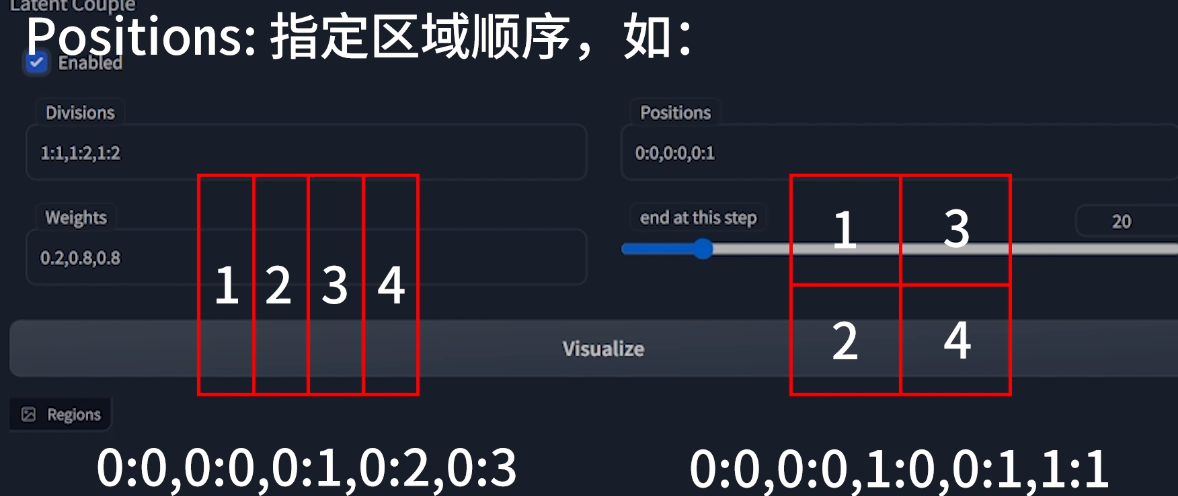 Latent Couple
Positions: 指定区域顺序，如：
Enabled
Divisions
1:1,1:2,1:2
Positions
0:0,0:0,0:1
Weights
0.2,0.8,0.8
end at this step
20
1 2 3 4
1 3
2 4
Visualize
Regions
0:0,0:0,0:1,0:2,0:3
0:0,0:0,1:0,0:1,1:1